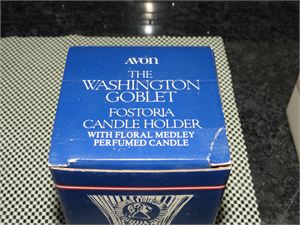 AVON
THE
WASHINGTON
GOBLET
FOSTORIA
CANDLE HOLDER
WITH FLORAL MEDLEY
PERFUMED CANDLE